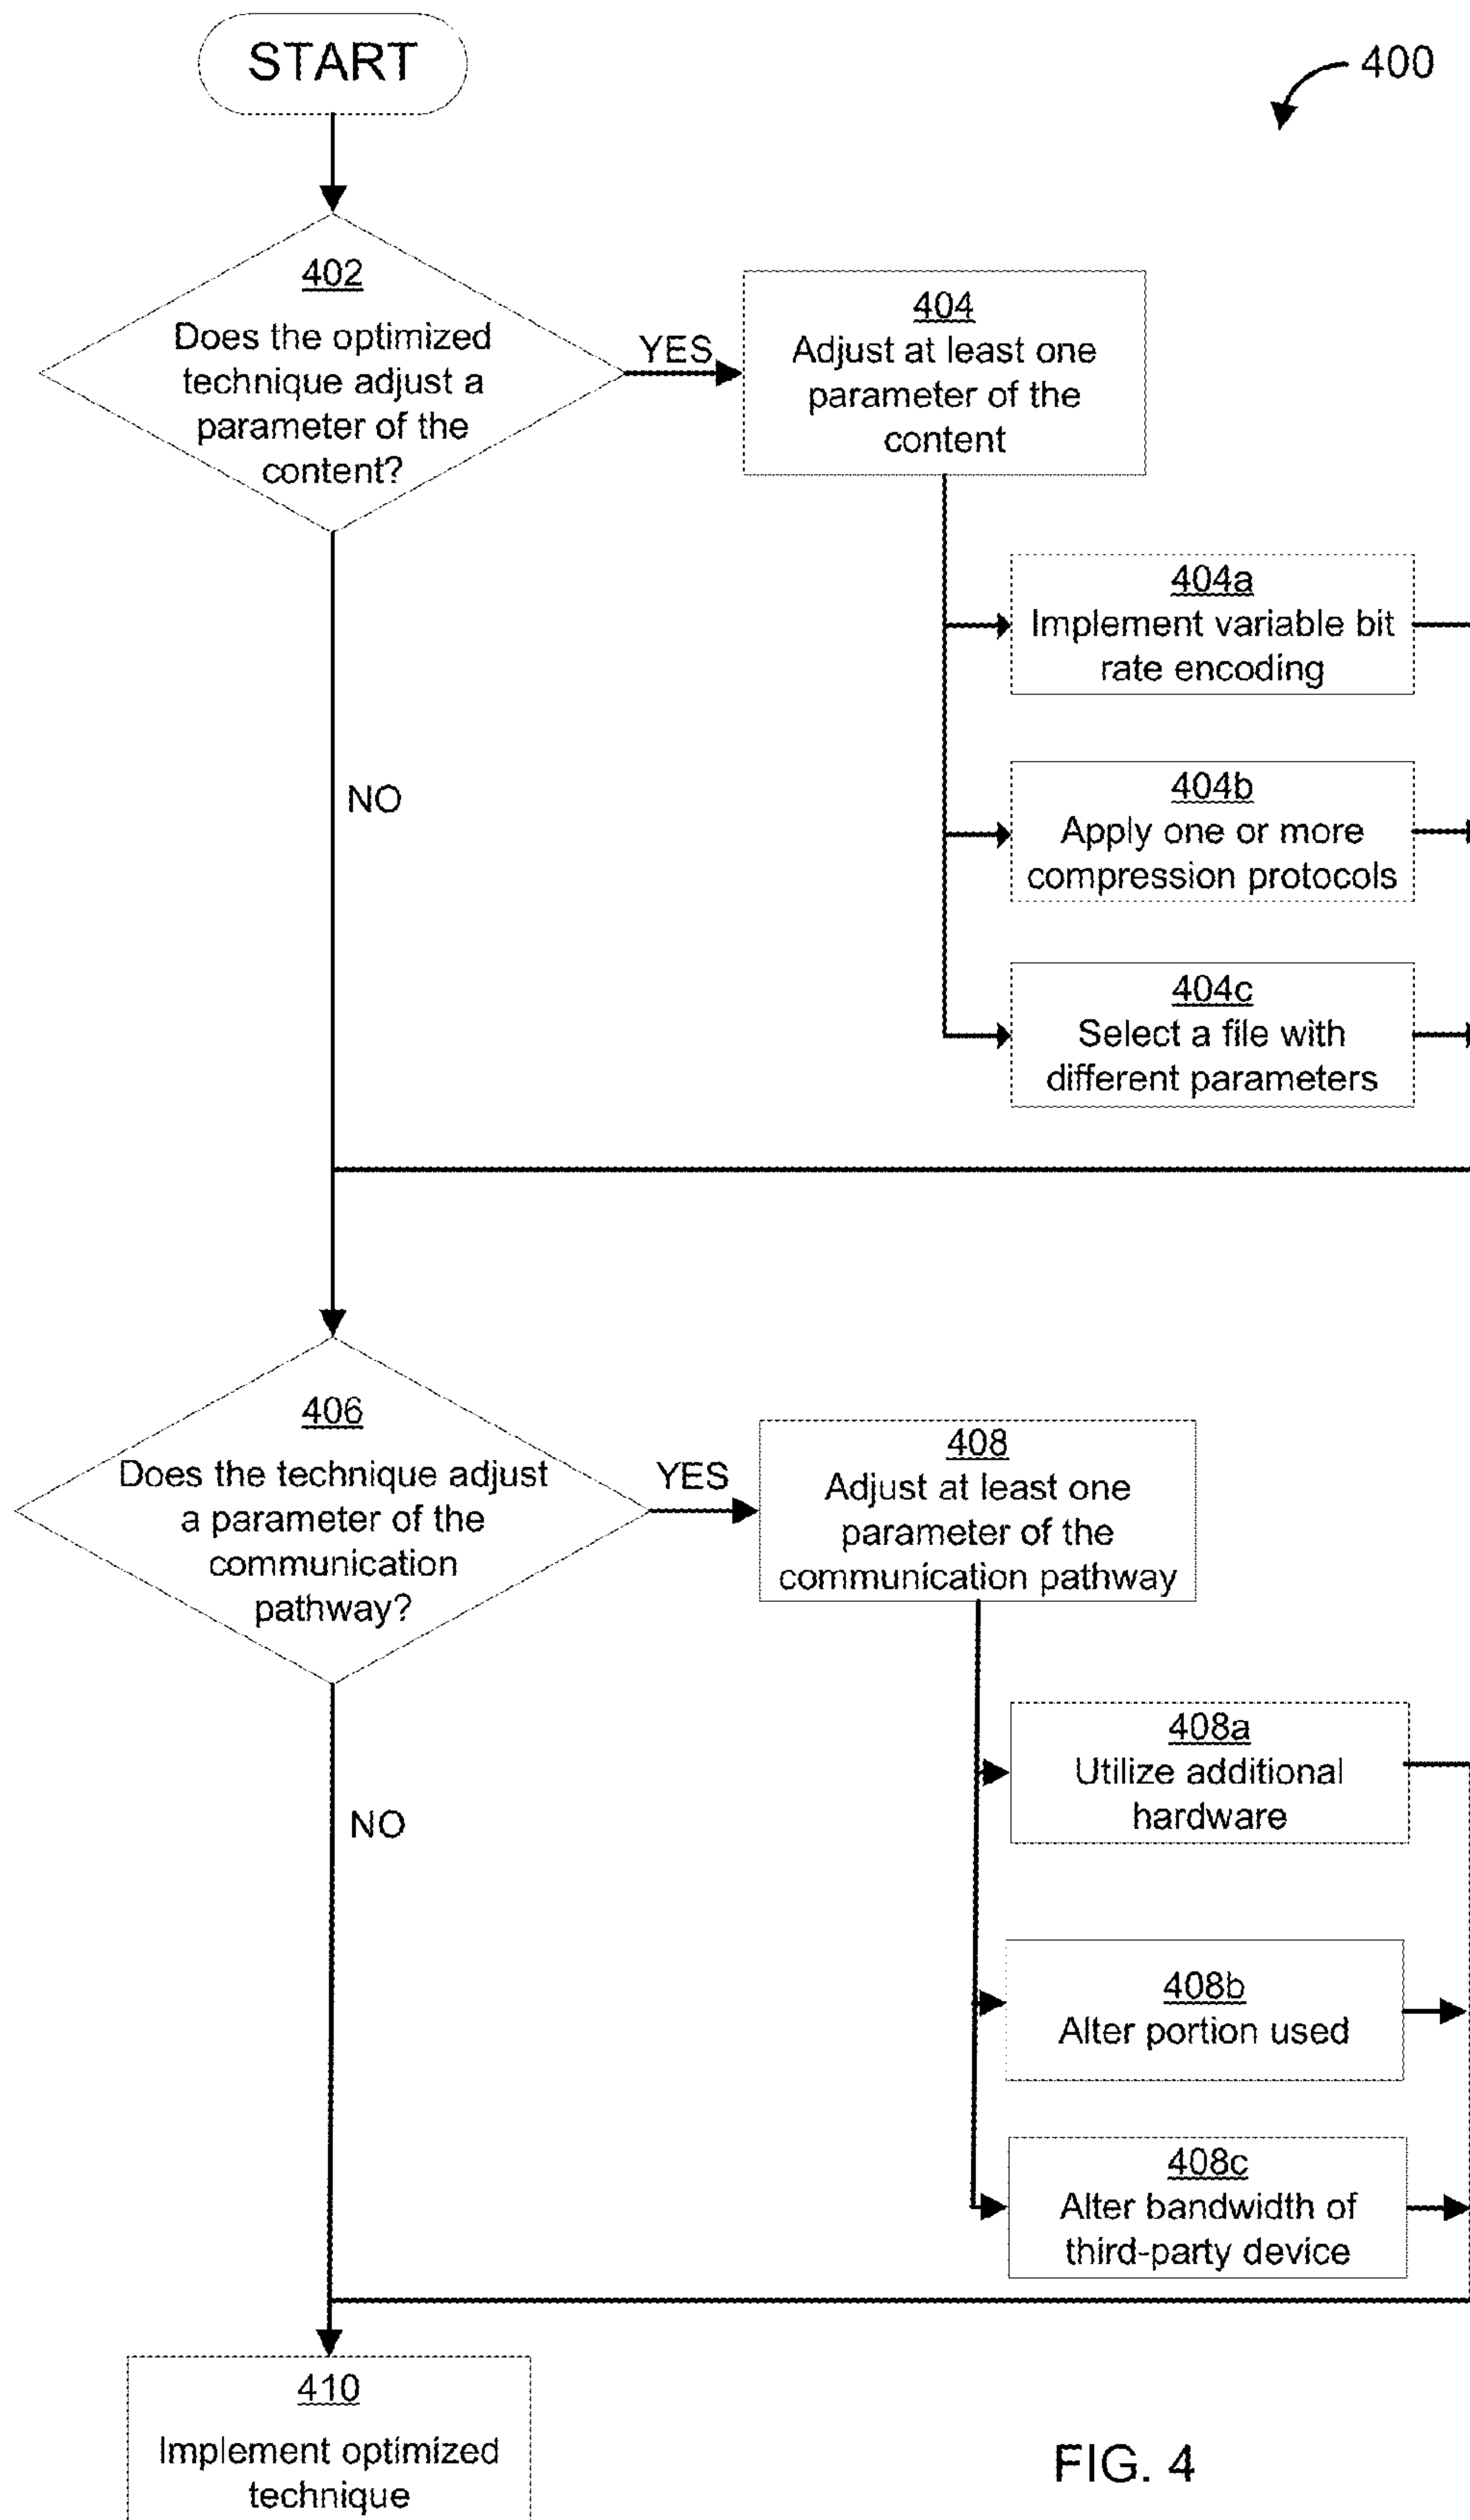 START
400
402
Does the optimized
technique adjust a
parameter of the
content?
YES
404
Adjust at least one
parameter of the
content
404a
Implement variable bit
rate encoding
NO
404b
Apply one or more
compression protocols
404c
Select a file with
different parameters
406
Does the technique adjust
a parameter of the
communication
pathway?
YES
408
Adjust at least one
parameter of the
communication pathway
408a
Utilize additional
hardware
NO
408b
Alter portion used
408c
Alter bandwidth of
third-party device
410
Implement optimized
technique
FIG. 4